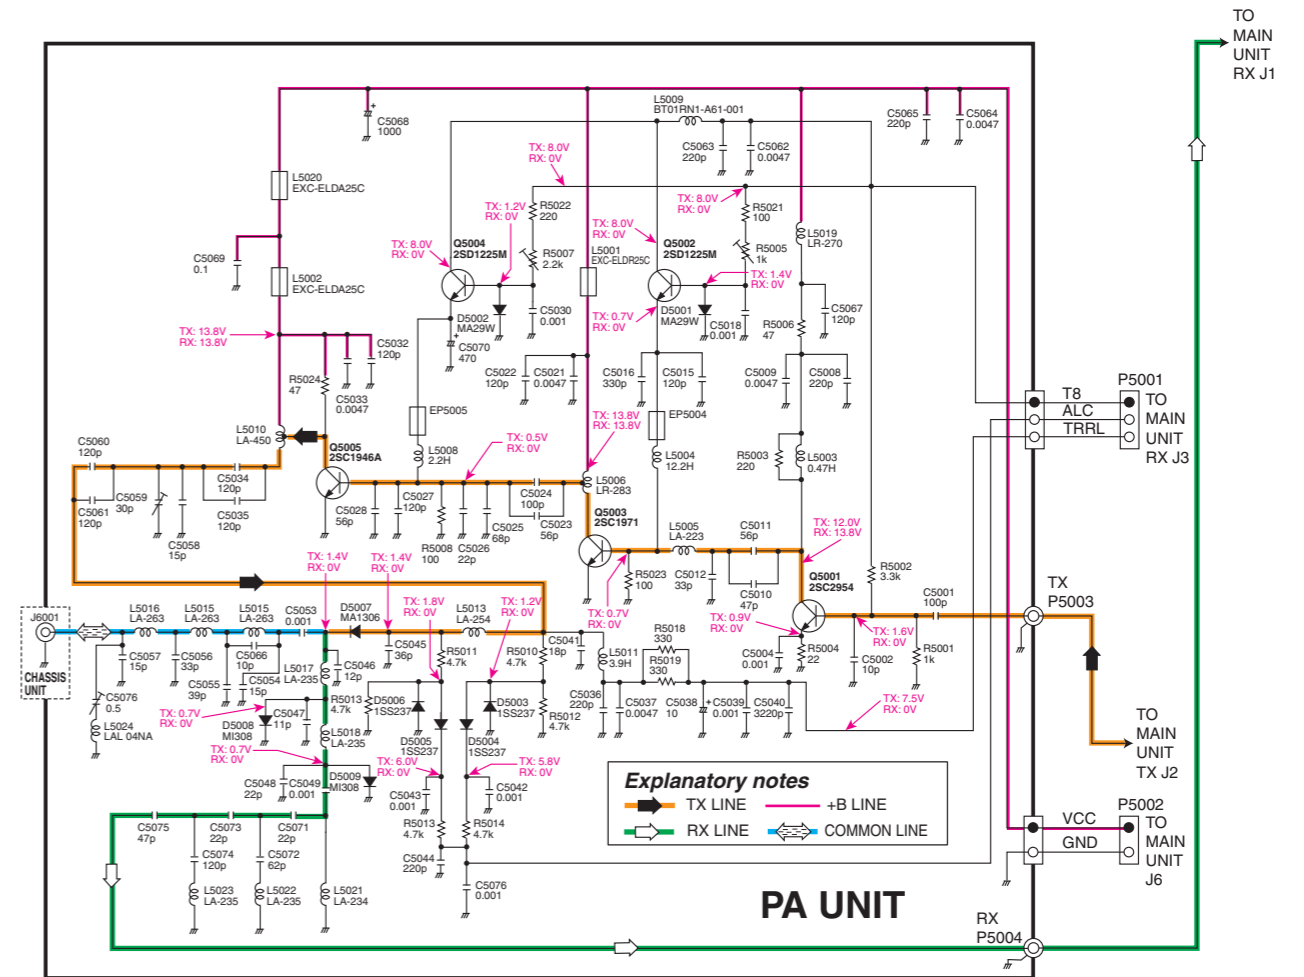 TO
MAIN
UNIT
RX J1
L5009
BT01RN1-A61-001
C5068
1000
C5065
220p
C5064
0.0047
C5063
220p
C5062
0.0047
TX: 8.0V
RX: 0V
L5020
EXC-ELDA25C
TX: 1.2V
RX: 0V
R5022
220
TX: 8.0V
RX: 0V
R5021
100
TX: 8.0V
RX: 0V
L5019
LR-270
Q5004
2SD1225M
TX: 8.0V
RX: 0V
R5007
2.2k
L5001
EXC-ELDR25C
Q5002
2SD1225M
R5005
1k
C5069
0.1
L5002
EXC-ELDA25C
TX: 1.4V
RX: 0V
D5002
MA29W
C5030
0.001
TX: 0.7V
RX: 0V
D5001
MA29W
C5018
0.001
C5067
120p
R5006
47
TX: 13.8V
RX: 13.8V
C5032
120p
C5070
470
R5024
47
C5033
0.0047
C5022
120p
C5021
0.0047
C5016
330p
C5015
120p
C5009
0.0047
C5008
220p
P5001
T8
ALC
TRRL
TO
MAIN
UNIT
RX J3
EP5005
EP5004
TX: 13.8V
RX: 13.8V
L5010
LA-450
C5060
120p
Q5005
2SC1946A
L5008
2.2H
TX: 0.5V
RX: 0V
L5004
12.2H
R5003
220
L5003
0.47H
C5034
120p
C5059
30p
C5061
120p
C5035
120p
C5058
15p
C5028
56p
C5027
120p
R5008
100
C5026
22p
C5025
68p
C5024
100p
C5023
56p
L5006
LR-283
Q5003
2SC1971
L5005
LA-223
C5011
56p
TX: 12.0V
RX: 13.8V
R5023
100
C5012
33p
C5010
47p
Q5001
2SC2954
R5002
3.3k
C5001
100p
TX
P5003
TX: 1.4V
RX: 0V
TX: 1.4V
RX: 0V
TX: 1.8V
RX: 0V
TX: 1.2V
RX: 0V
TX: 0.7V
RX: 0V
TX: 0.9V
RX: 0V
TX: 1.6V
RX: 0V
J6001
CHASSIS
UNIT
L5016
LA-263
L5015
LA-263
L5015
LA-263
C5053
0.001
D5007
MA1306
L5013
LA-254
C5057
15p
C5056
33p
C5066
10p
C5055
39p
C5054
15p
L5017
LA-235
C5046
12p
C5045
36p
R5011
4.7k
R5010
4.7k
C5041
18p
L5011
3.9H
R5018
330
R5019
330
C5004
0.001
R5004
22
C5002
10p
R5001
1k
C5076
0.5
L5024
LAL 04NA
TX: 0.7V
RX: 0V
D5008
MI308
C5047
11p
R5013
4.7k
L5018
LA-235
D5006
1SS237
D5005
1SS237
D5003
1SS237
D5004
1SS237
R5012
4.7k
C5036
220p
C5037
0.0047
C5038
10
C5039
0.001
C5040
3220p
TX: 7.5V
RX: 0V
TO
MAIN
UNIT
TX J2
TX: 0.7V
RX: 0V
C5048
22p
C5049
0.001
D5009
MI308
TX: 6.0V
RX: 0V
TX: 5.8V
RX: 0V
C5043
0.001
C5042
0.001
R5013
4.7k
R5014
4.7k
Explanatory notes
TX LINE
+B LINE
RX LINE
COMMON LINE
P5002
VCC
GND
TO
MAIN
UNIT
J6
C5075
47p
C5073
22p
C5071
22p
C5074
120p
C5072
62p
C5044
220p
C5076
0.001
L5023
LA-235
L5022
LA-235
L5021
LA-234
PA UNIT
RX
P5004